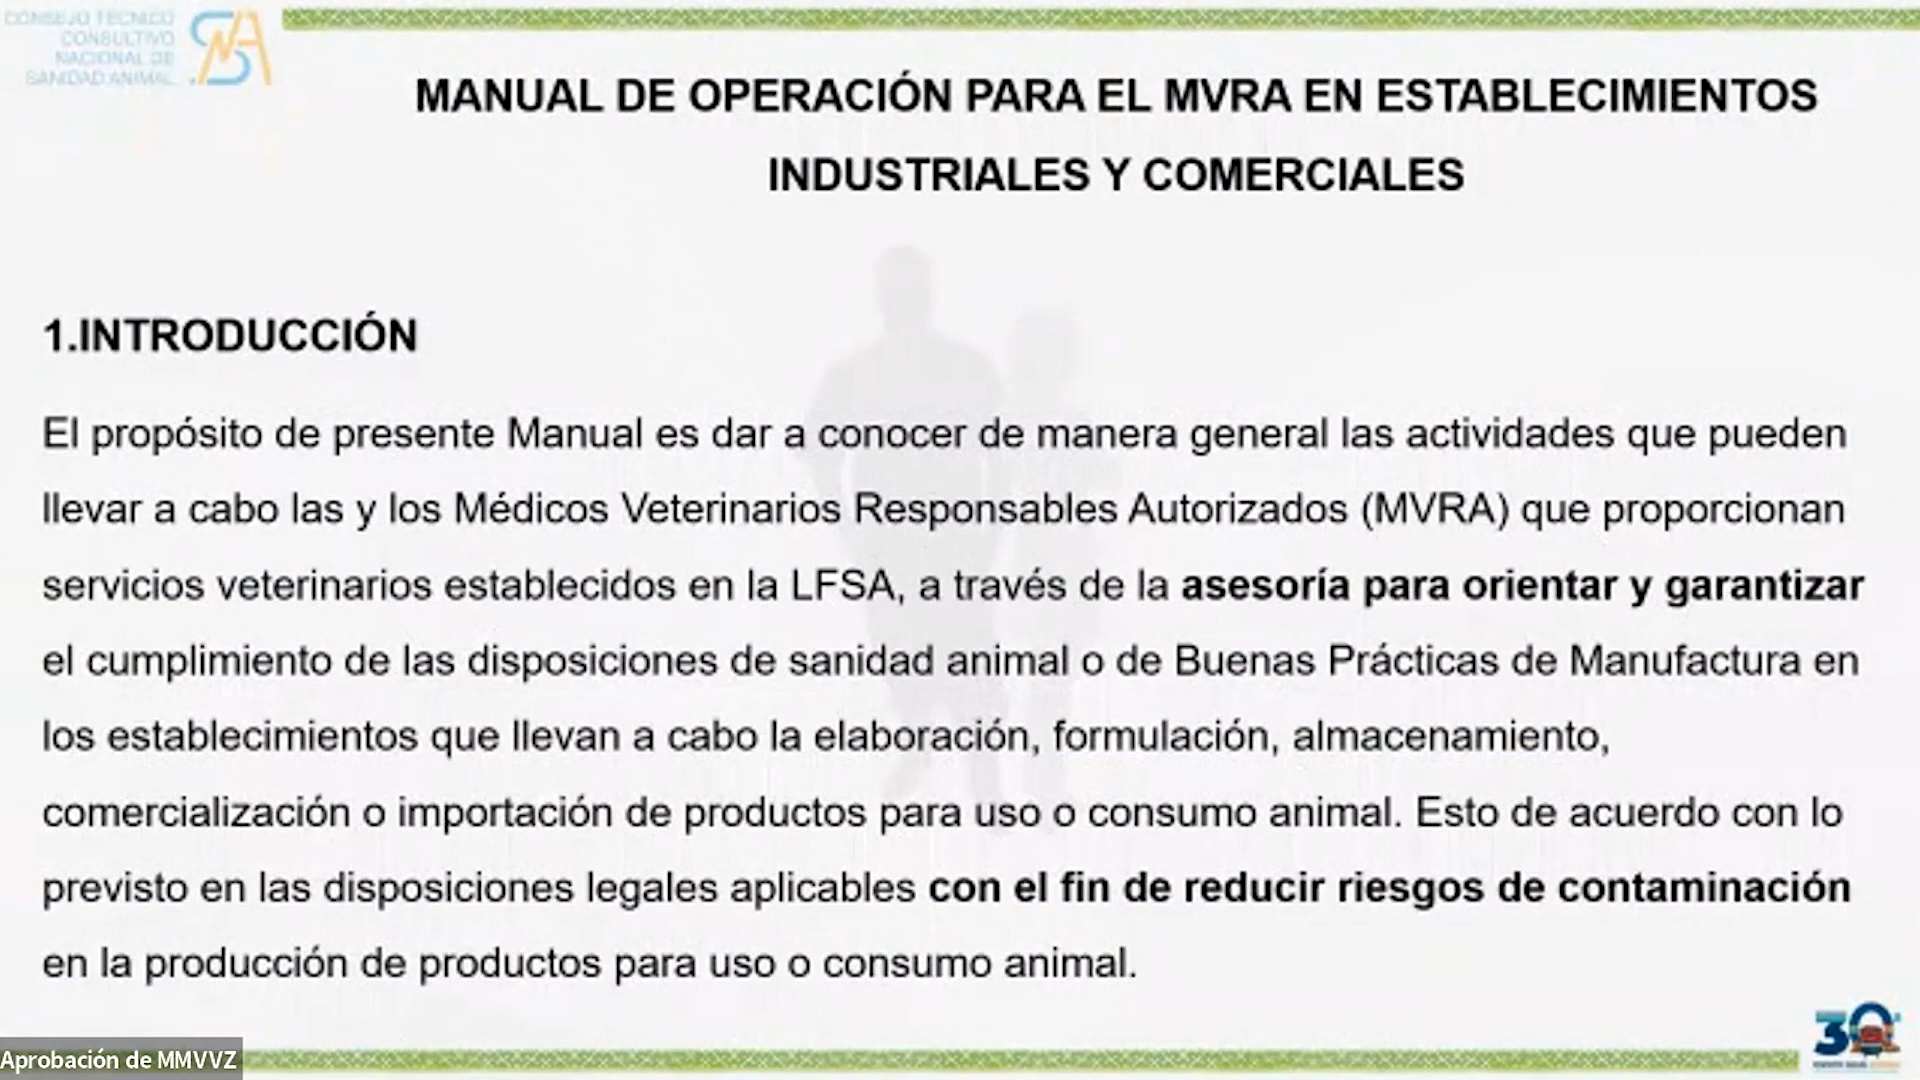 CONSEJO TÉCNICO
CONSULTIVO
NACIONAL DE
SANIDAD ANIMAL
MANUAL DE OPERACIÓN PARA EL MVRA EN ESTABLECIMIENTOS
INDUSTRIALES Y COMERCIALES
1.INTRODUCCIÓN
El propósito de presente Manual es dar a conocer de manera general las actividades que pueden
llevar a cabo las y los Médicos Veterinarios Responsables Autorizados (MVRA) que proporcionan
servicios veterinarios establecidos en la LFSA, a través de la asesoría para orientar y garantizar
el cumplimiento de las disposiciones de sanidad animal o de Buenas Prácticas de Manufactura en
los establecimientos que llevan a cabo la elaboración, formulación, almacenamiento,
comercialización o importación de productos para uso o consumo animal. Esto de acuerdo con lo
previsto en las disposiciones legales aplicables con el fin de reducir riesgos de contaminación
en la producción de productos para uso o consumo animal.
30
Aprobación de MMVVZ